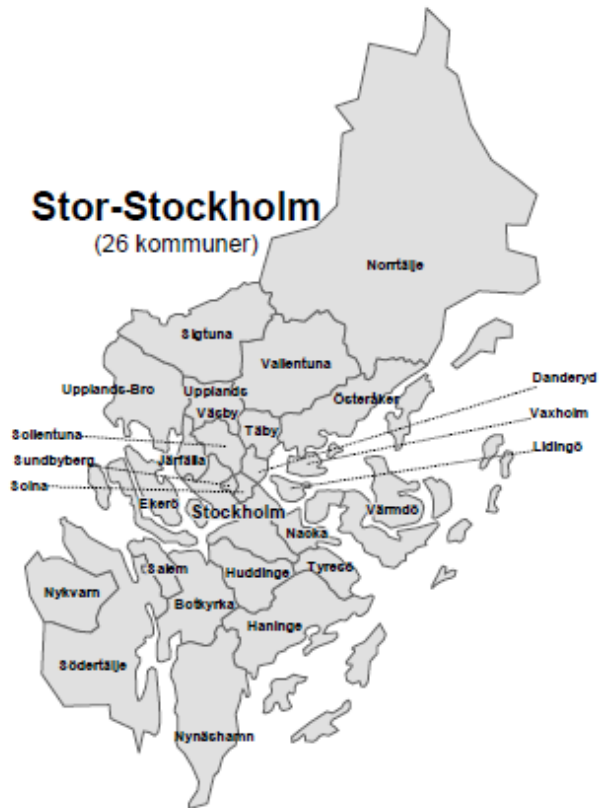 Stor-Stockholm
(26 kommuner)
Norrtälje
Sigtuna
Vallentuna
Upplands-Bro
Upplands
Väsby
Österåker
Danderyd
Vaxholm
Lidingö
Täby
Sollentuna
Sundbyberg
Solna
Järfälla
Ekerö
Stockholm
Värmdö
Nacka
Salem
Huddinge
Tyresö
Nykvarn
Botkyrka
Haninge
Södertälje
Nynäshamn